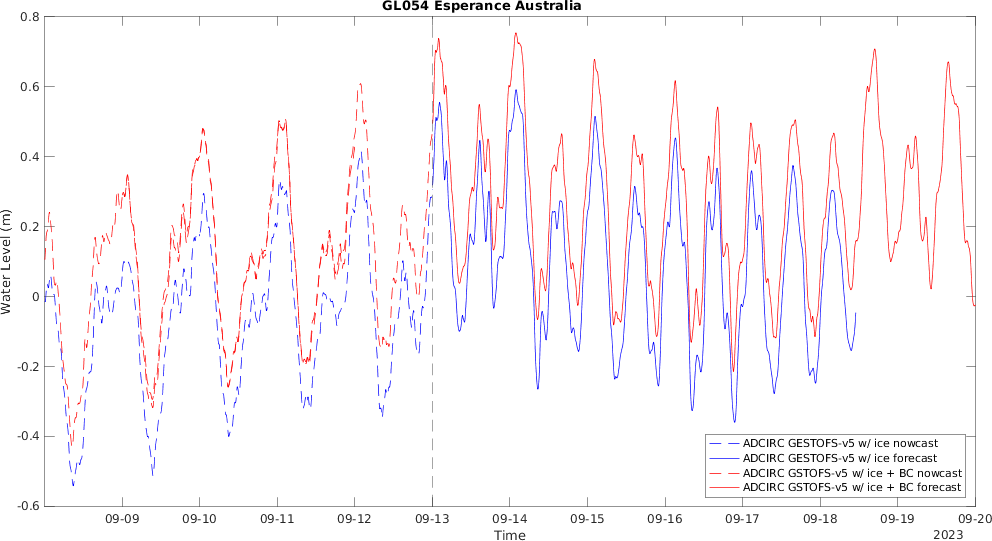 GL054 Esperance Australia
Water Level (m)
0.8
0.6
0.4
0.2
0
-0.2
-0.4
-0.6
ADCIRC GESTOFS-v5 w/ ice nowcast
ADCIRC GESTOFS-v5 w/ ice forecast
ADCIRC GSTOFS-v5 w/ ice + BC nowcast
ADCIRC GSTOFS-v5 w/ ice + BC forecast
09-09 09-10 09-11 09-12 09-13 09-14 09-15 09-16 09-17 09-18 09-19 09-20
Time
2023